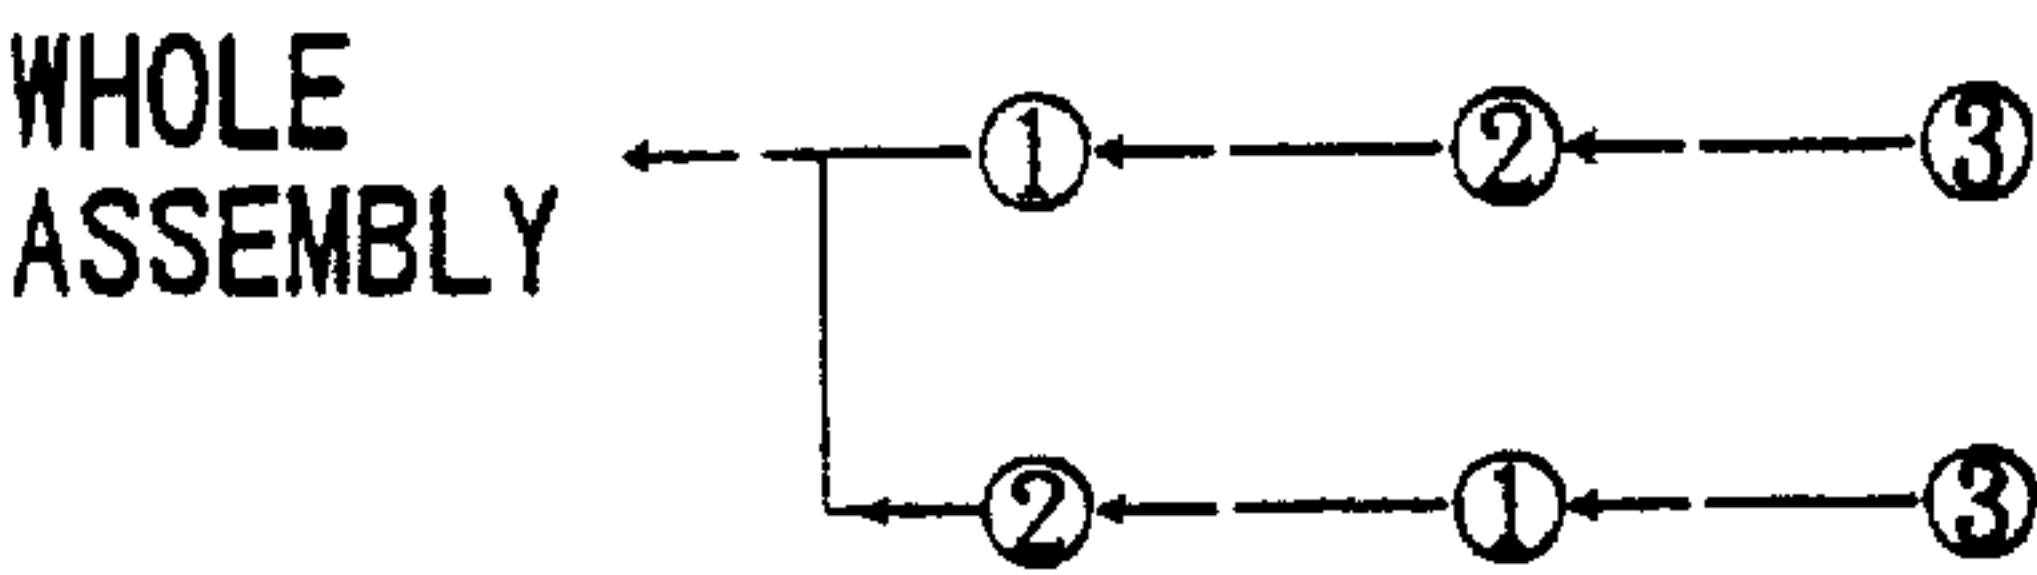 WHOLE
ASSEMBLY
① ② ③
② ① ③